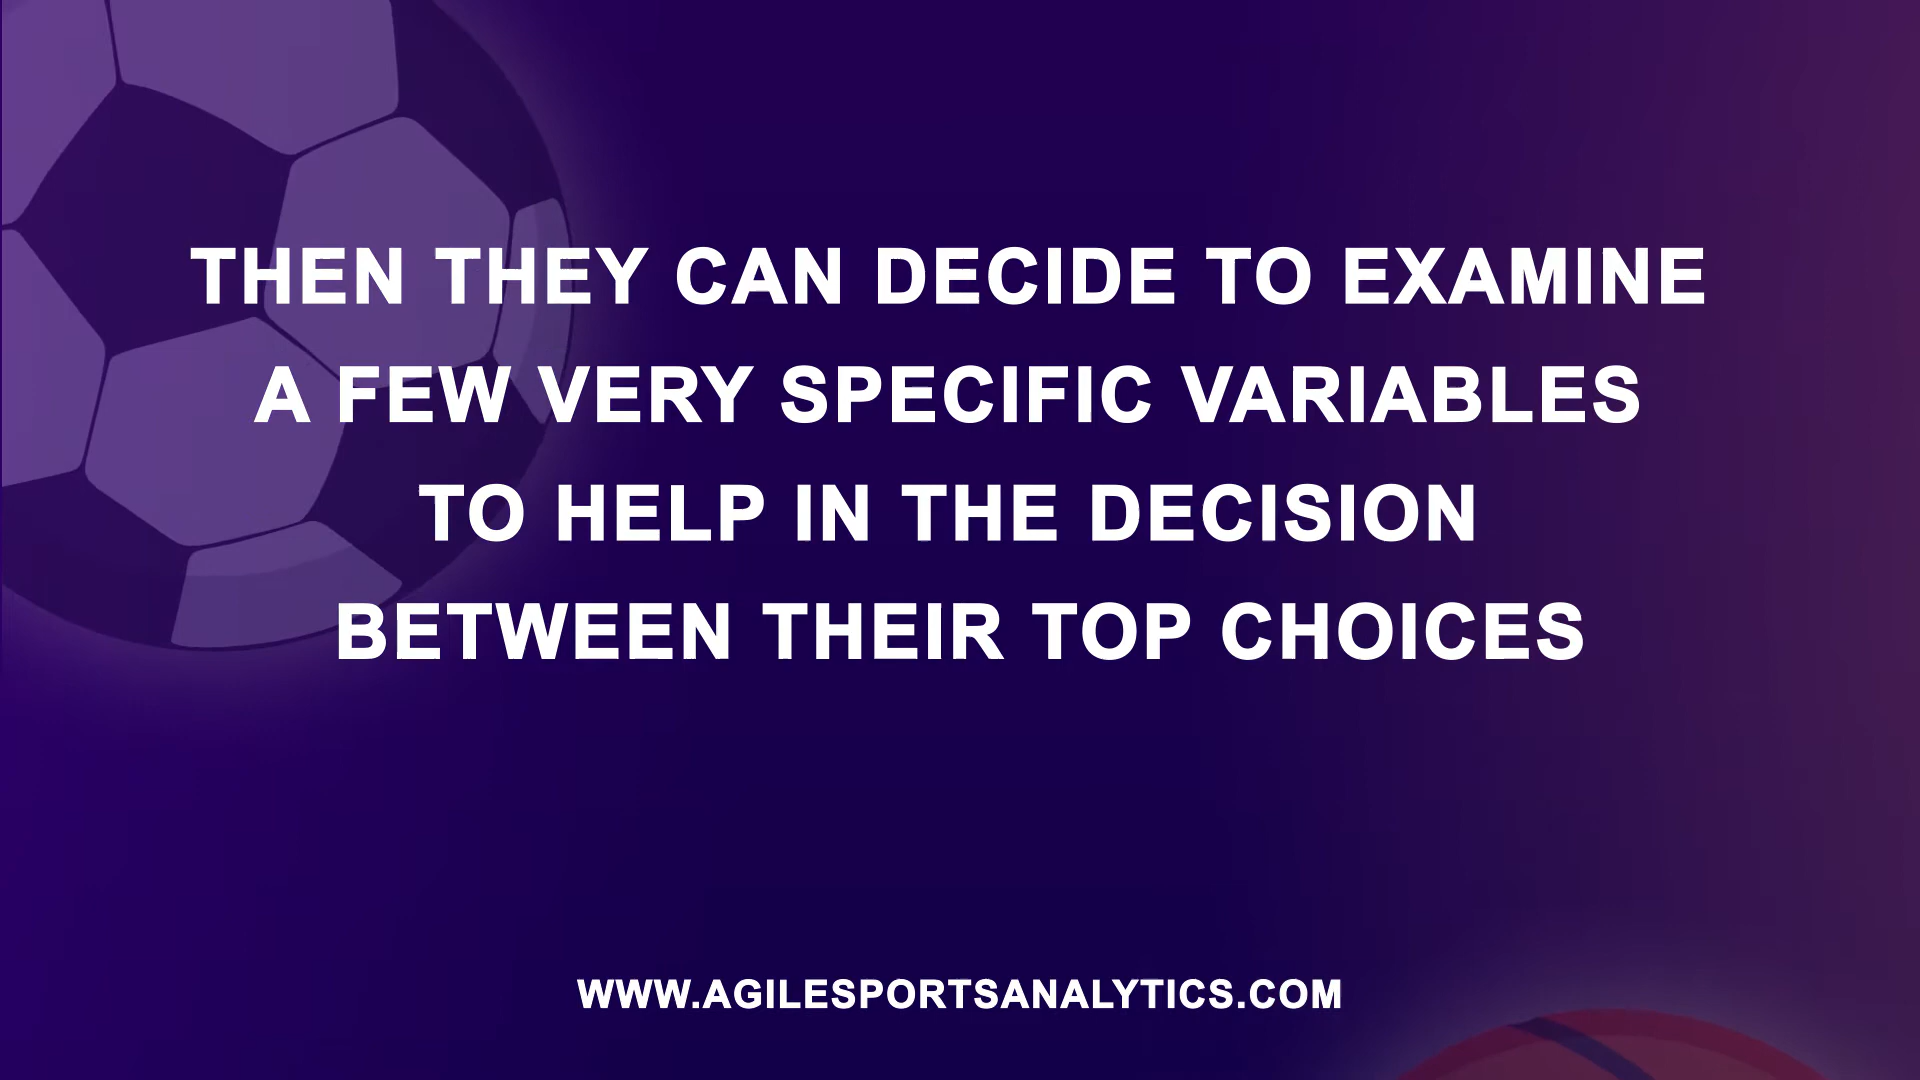 THEN THEY CAN DECIDE TO EXAMINE
A FEW VERY SPECIFIC VARIABLES
TO HELP IN THE DECISION
BETWEEN THEIR TOP CHOICES
WWW.AGILESPORTSANALYTICS.COM